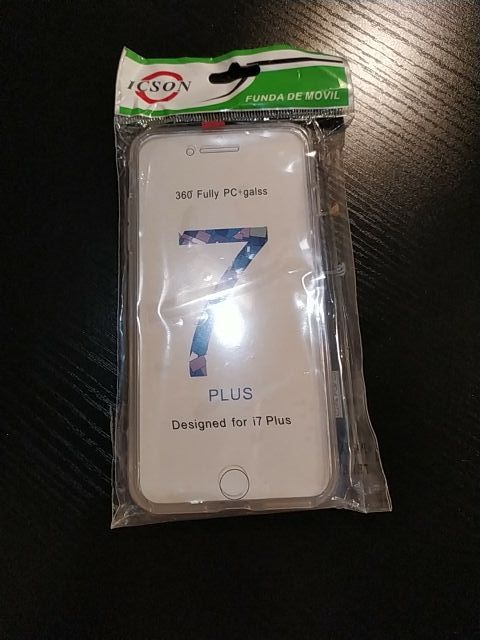 ICSON
FUNDA DE MOVIL
360° Fully PC+galss
7
PLUS
Designed for i7 Plus